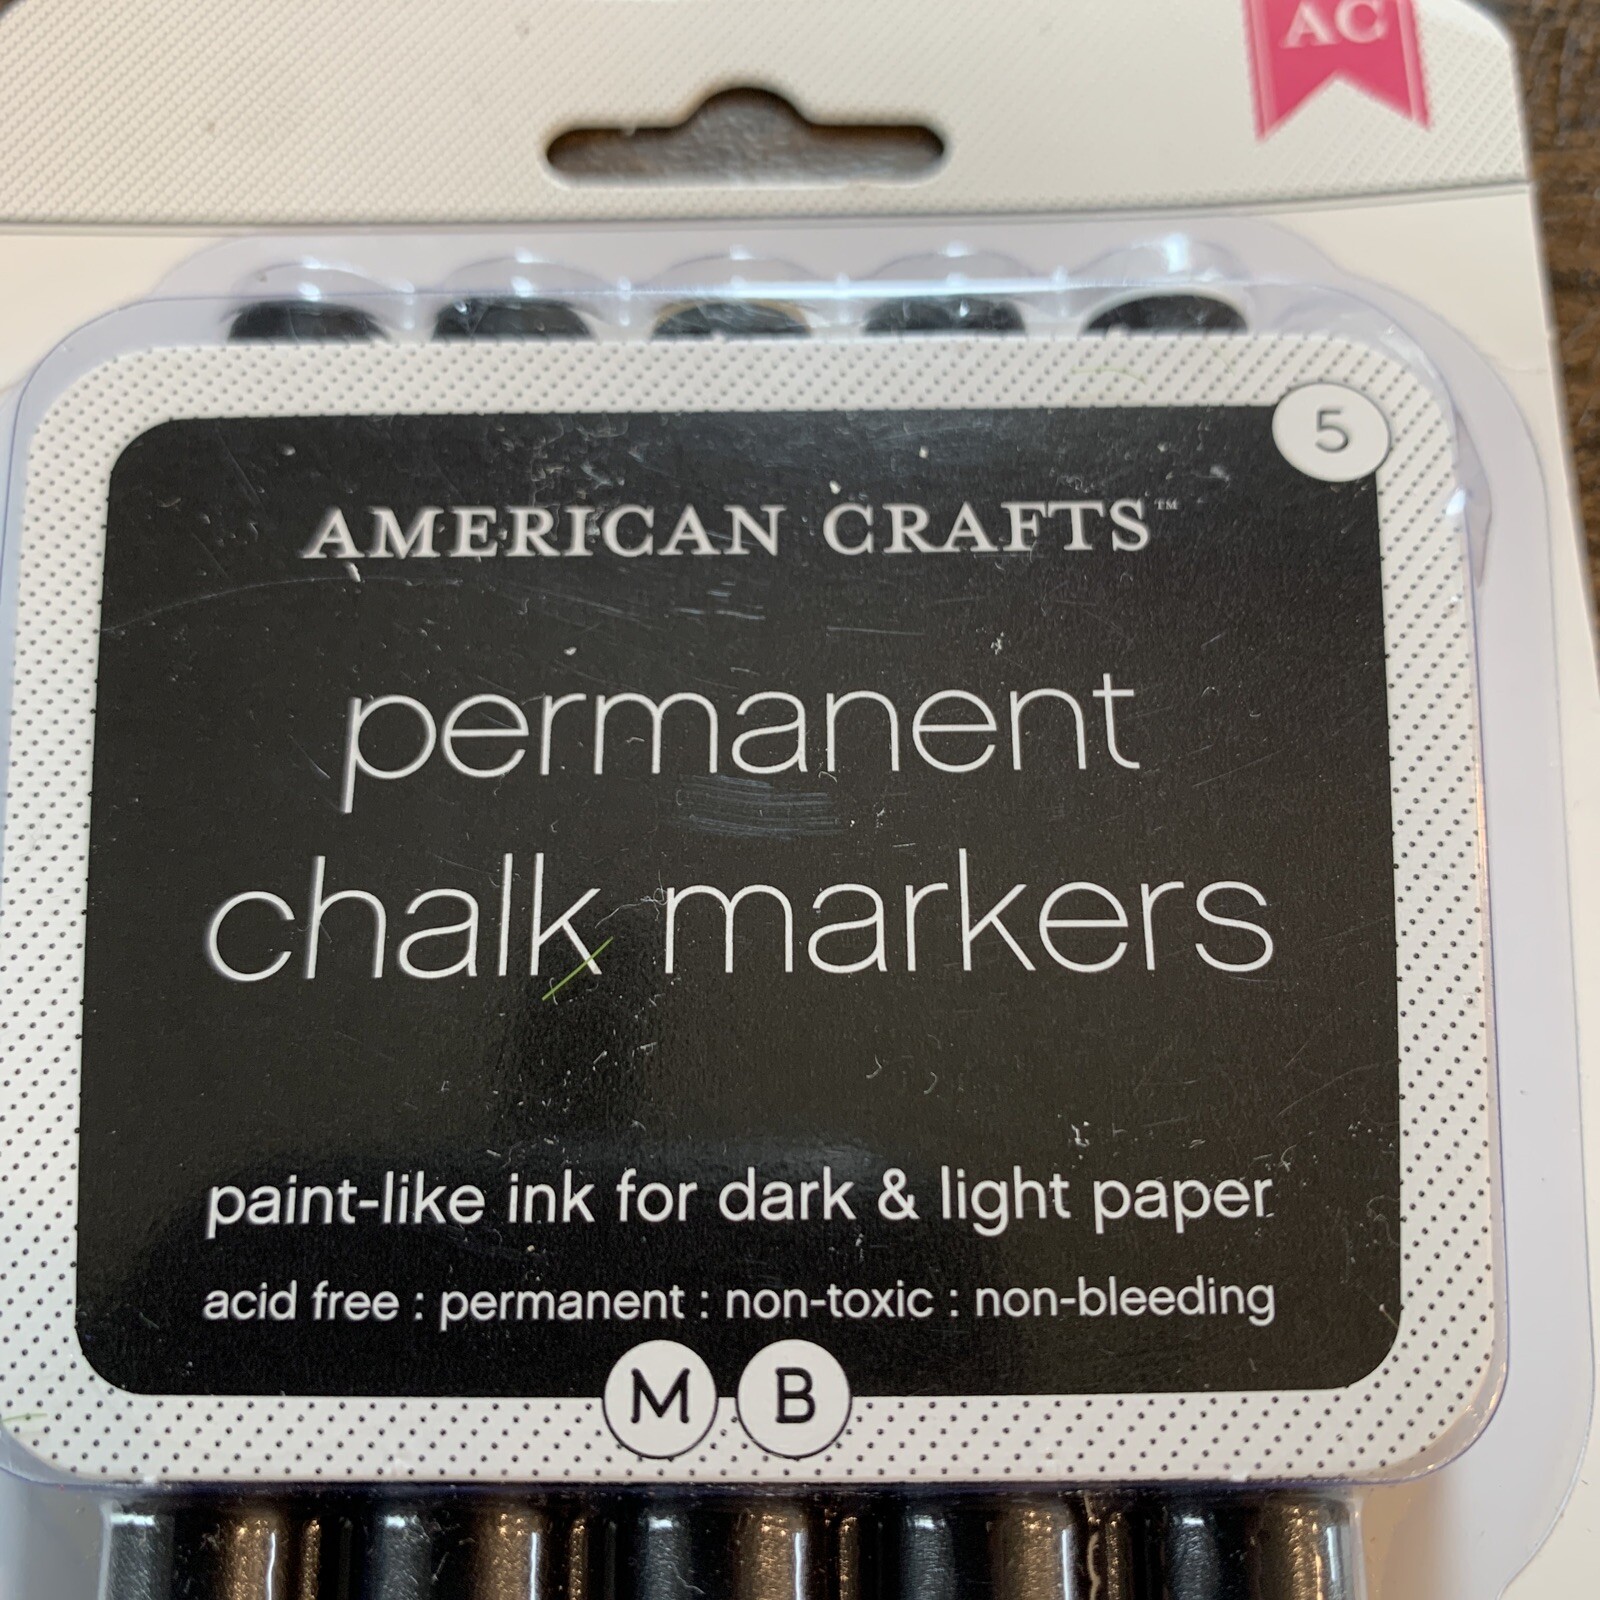 AC
5
AMERICAN CRAFTS™
permanent
chalk markers
paint-like ink for dark & light paper
acid free : permanent : non-toxic : non-bleeding
M B